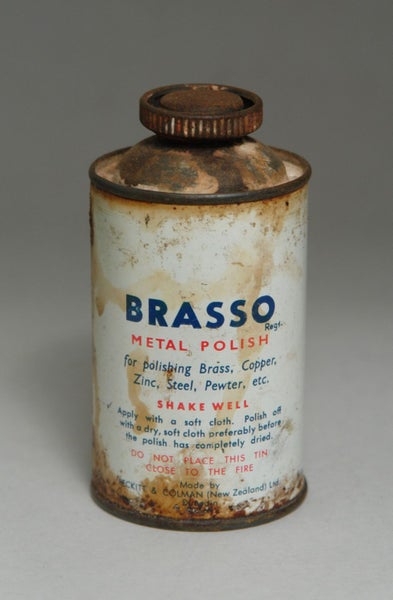 BRASSO
Regd.
METAL POLISH
for polishing Brass, Copper,
Zinc, Steel, Pewter, etc.
SHAKE WELL
Apply with a soft cloth. Polish off
with a dry, soft cloth preferably before
the polish has completely dried.
DO NOT PLACE THIS TIN
CLOSE TO THE FIRE
Made by
& COLMAN (New Zealand) Ltd.